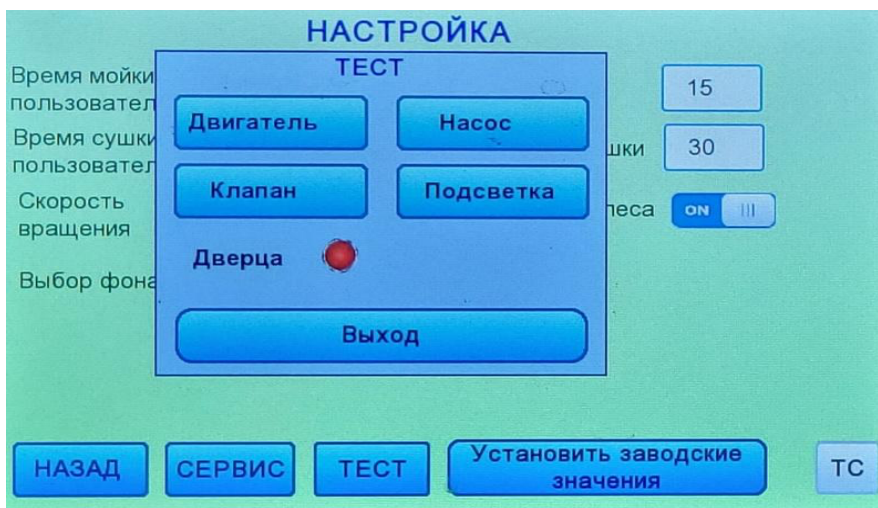 НАСТРОЙКА
ТЕСТ
Время мойки
пользовател
15
Двигатель
Насос
Время сушки
пользовател
шки
30
Клапан
Подсветка
Скорость
вращения
леса
ON
Дверца
Выбор фона
Выход
НАЗАД
СЕРВИС
ТЕСТ
Установить заводские
значения
ТС